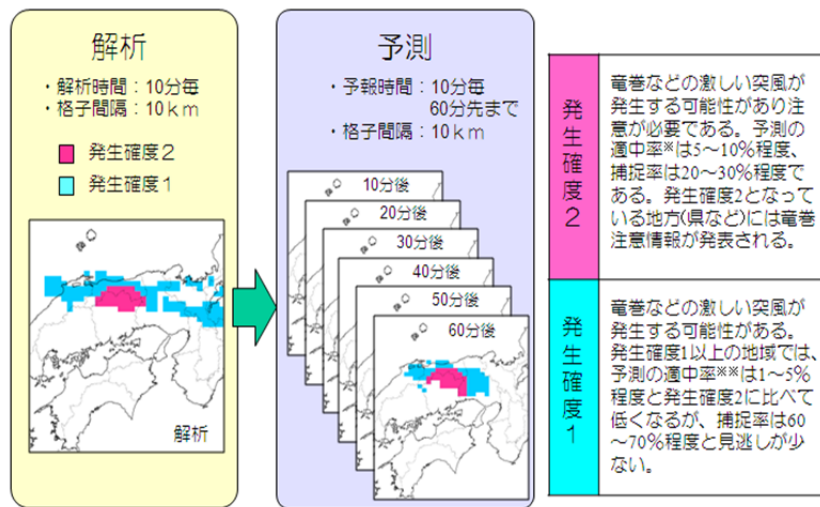 解析
・解析時間：10分毎
・格子間隔：10ｋｍ
発生確度２
発生確度１
解析
予測
・予報時間：10分毎
60分先まで
・格子間隔：10ｋｍ
10分後
20分後
30分後
40分後
50分後
60分後
発生確度２
竜巻などの激しい突風が
発生する可能性があり注
意が必要である。予測の
適中率※は5～10％程度、
捕捉率は20～30％程度で
ある。発生確度2となって
いる地方(県など)には竜巻
注意情報が発表される。
発生確度１
竜巻などの激しい突風が
発生する可能性がある。
発生確度1以上の地域では、
予測の適中率※※は1～5％
程度と発生確度2に比べて
低くなるが、捕捉率は60
～70％程度と見逃しが少
ない。